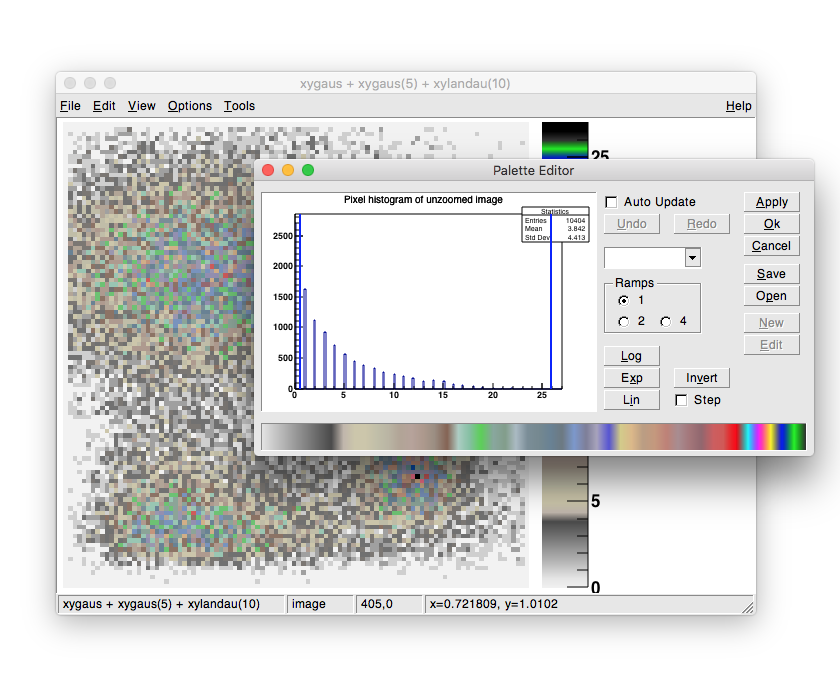 xygaus + xygaus(5) + xylandau(10)
File Edit View Options Tools Help
25
Palette Editor
Pixel histogram of unzoomed image
Statistics
Entries 10404
Mean 3.842
Std Dev 4.413
2500
2000
1500
1000
500
0
0 5 10 15 20 25
Auto Update
Undo Redo
Ramps
1
2 4
Log
Exp Invert
Lin Step
Apply
Ok
Cancel
Save
Open
New
Edit
5
0
xygaus + xygaus(5) + xylandau(10) image 405,0 x=0.721809, y=1.0102